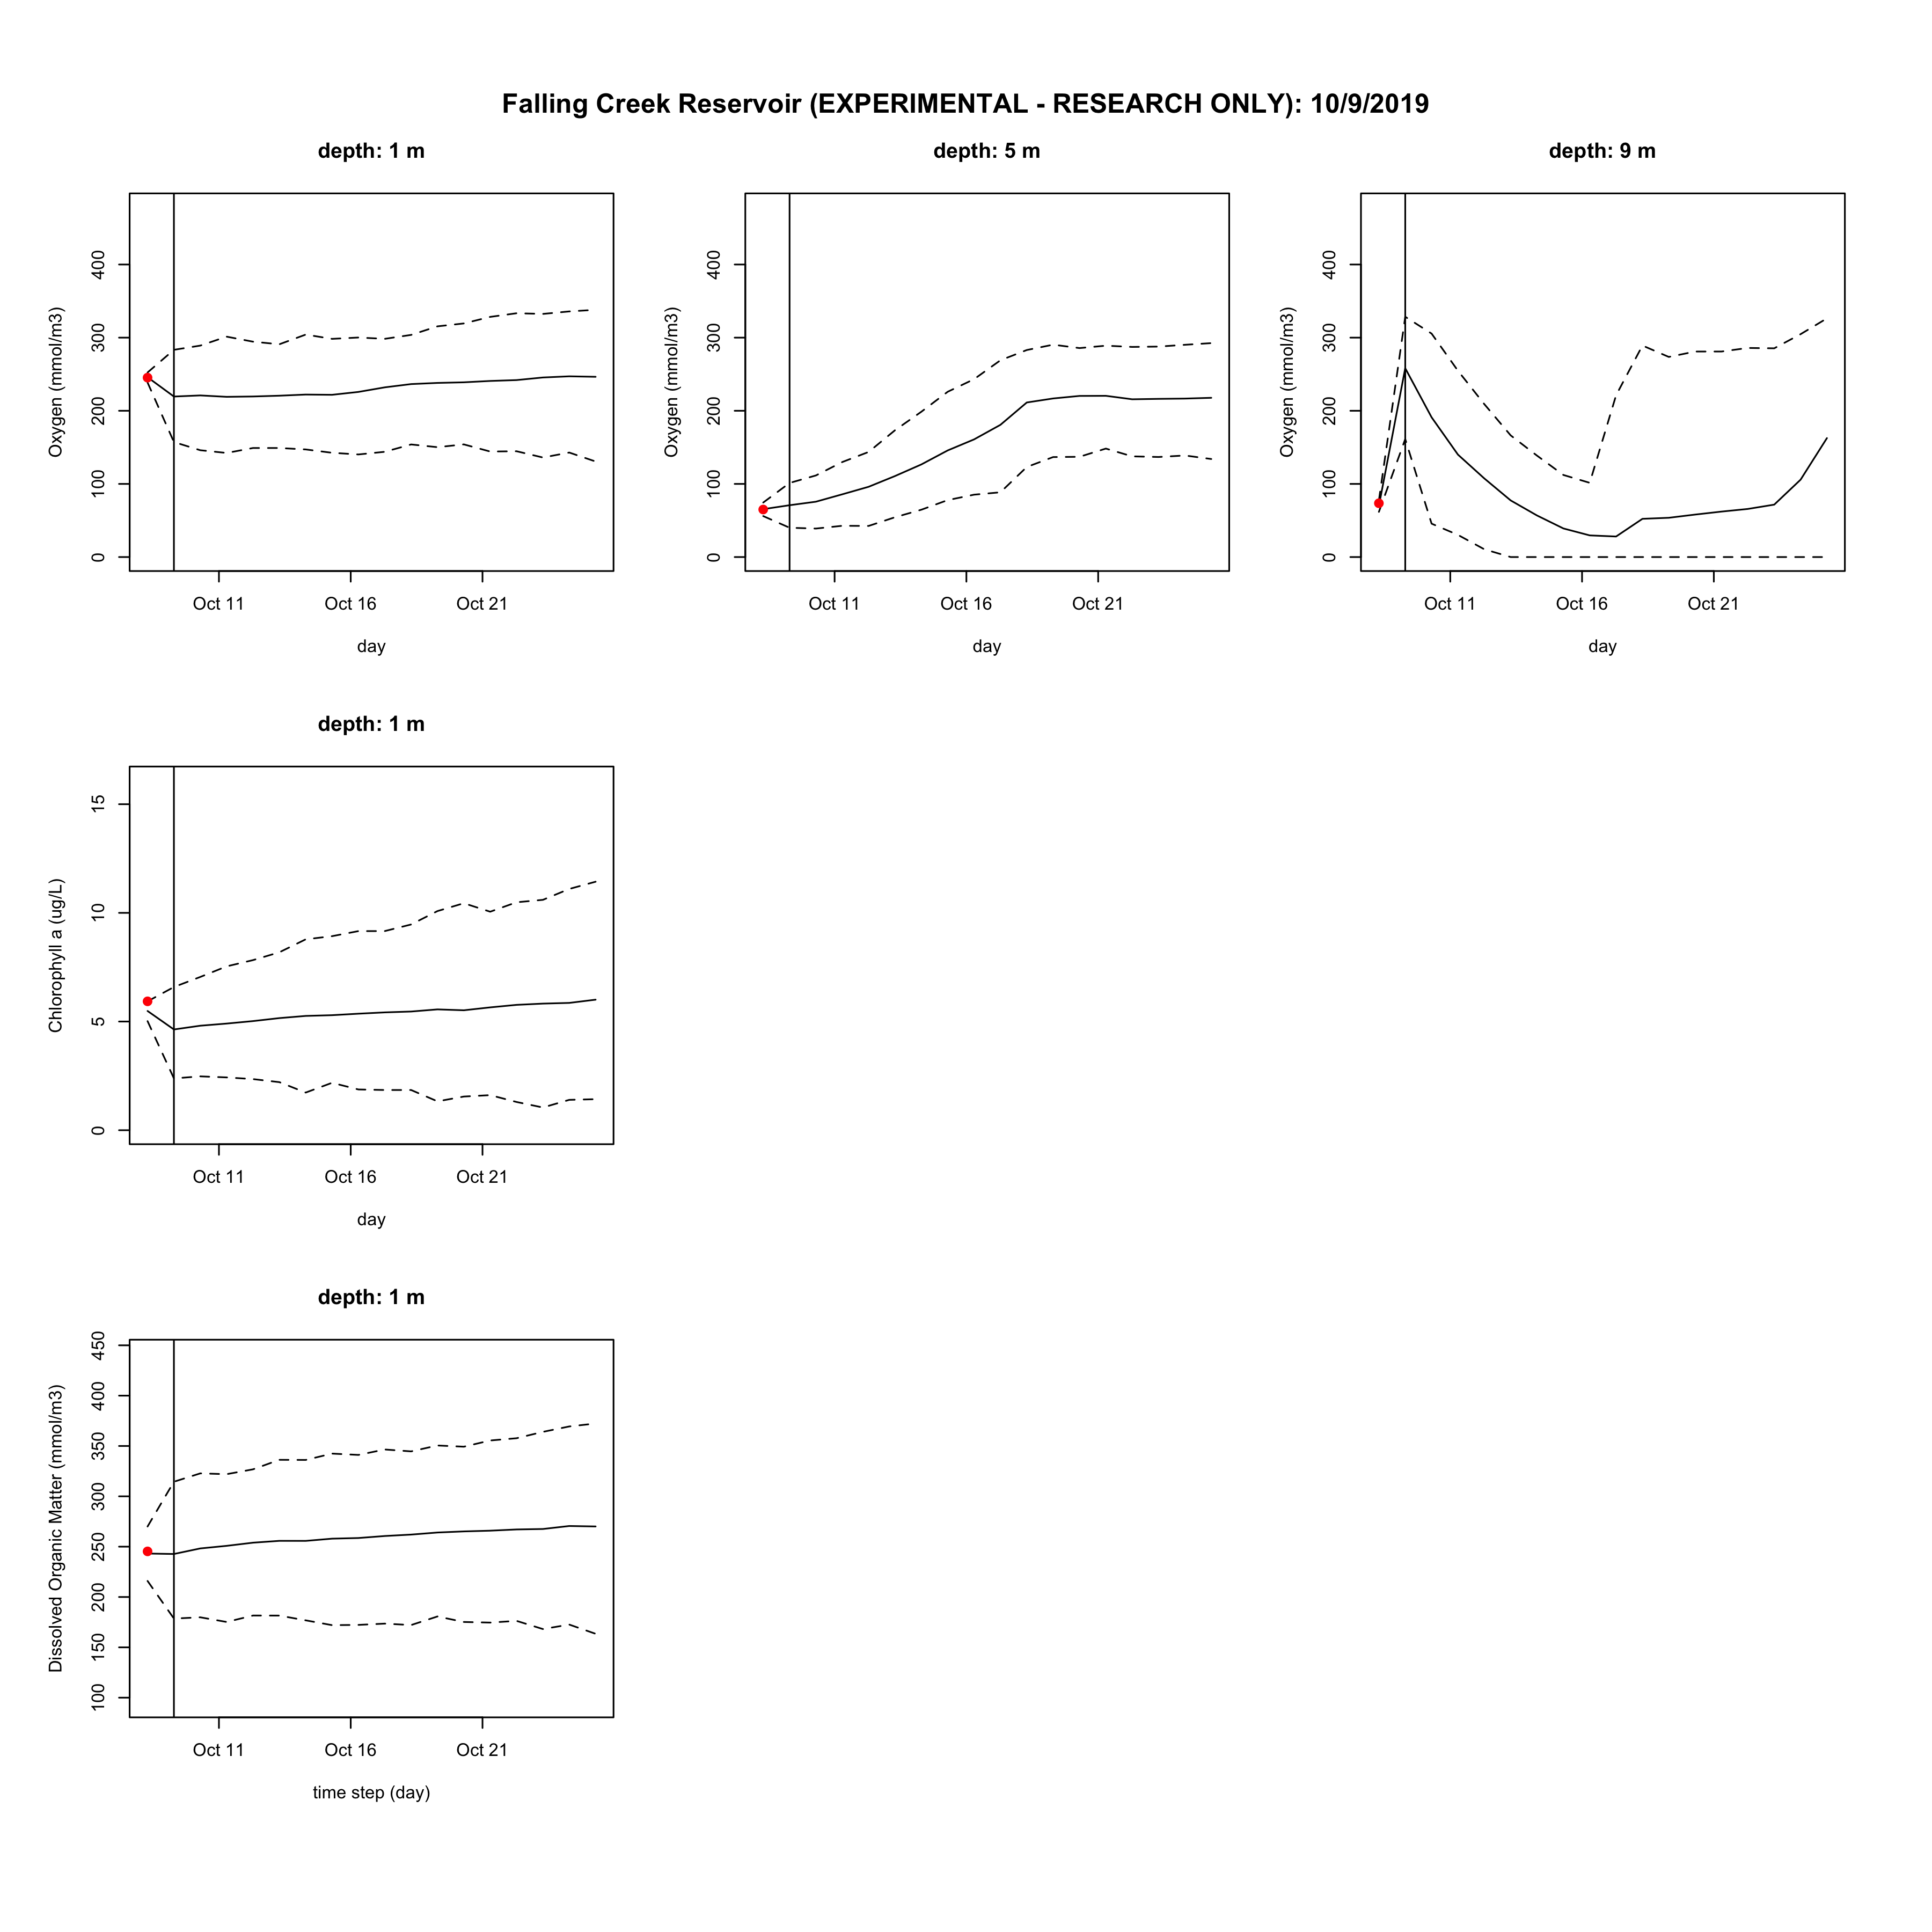 Falling Creek Reservoir (EXPERIMENTAL - RESEARCH ONLY): 10/9/2019
depth: 1 m
Oxygen (mmol/m3)
0 100 200 300 400
Oct 11 Oct 16 Oct 21
day
depth: 5 m
Oxygen (mmol/m3)
0 100 200 300 400
Oct 11 Oct 16 Oct 21
day
depth: 9 m
Oxygen (mmol/m3)
0 100 200 300 400
Oct 11 Oct 16 Oct 21
day
depth: 1 m
Chlorophyll a (ug/L)
0 5 10 15
Oct 11 Oct 16 Oct 21
day
depth: 1 m
Dissolved Organic Matter (mmol/m3)
100 150 200 250 300 350 400 450
Oct 11 Oct 16 Oct 21
time step (day)